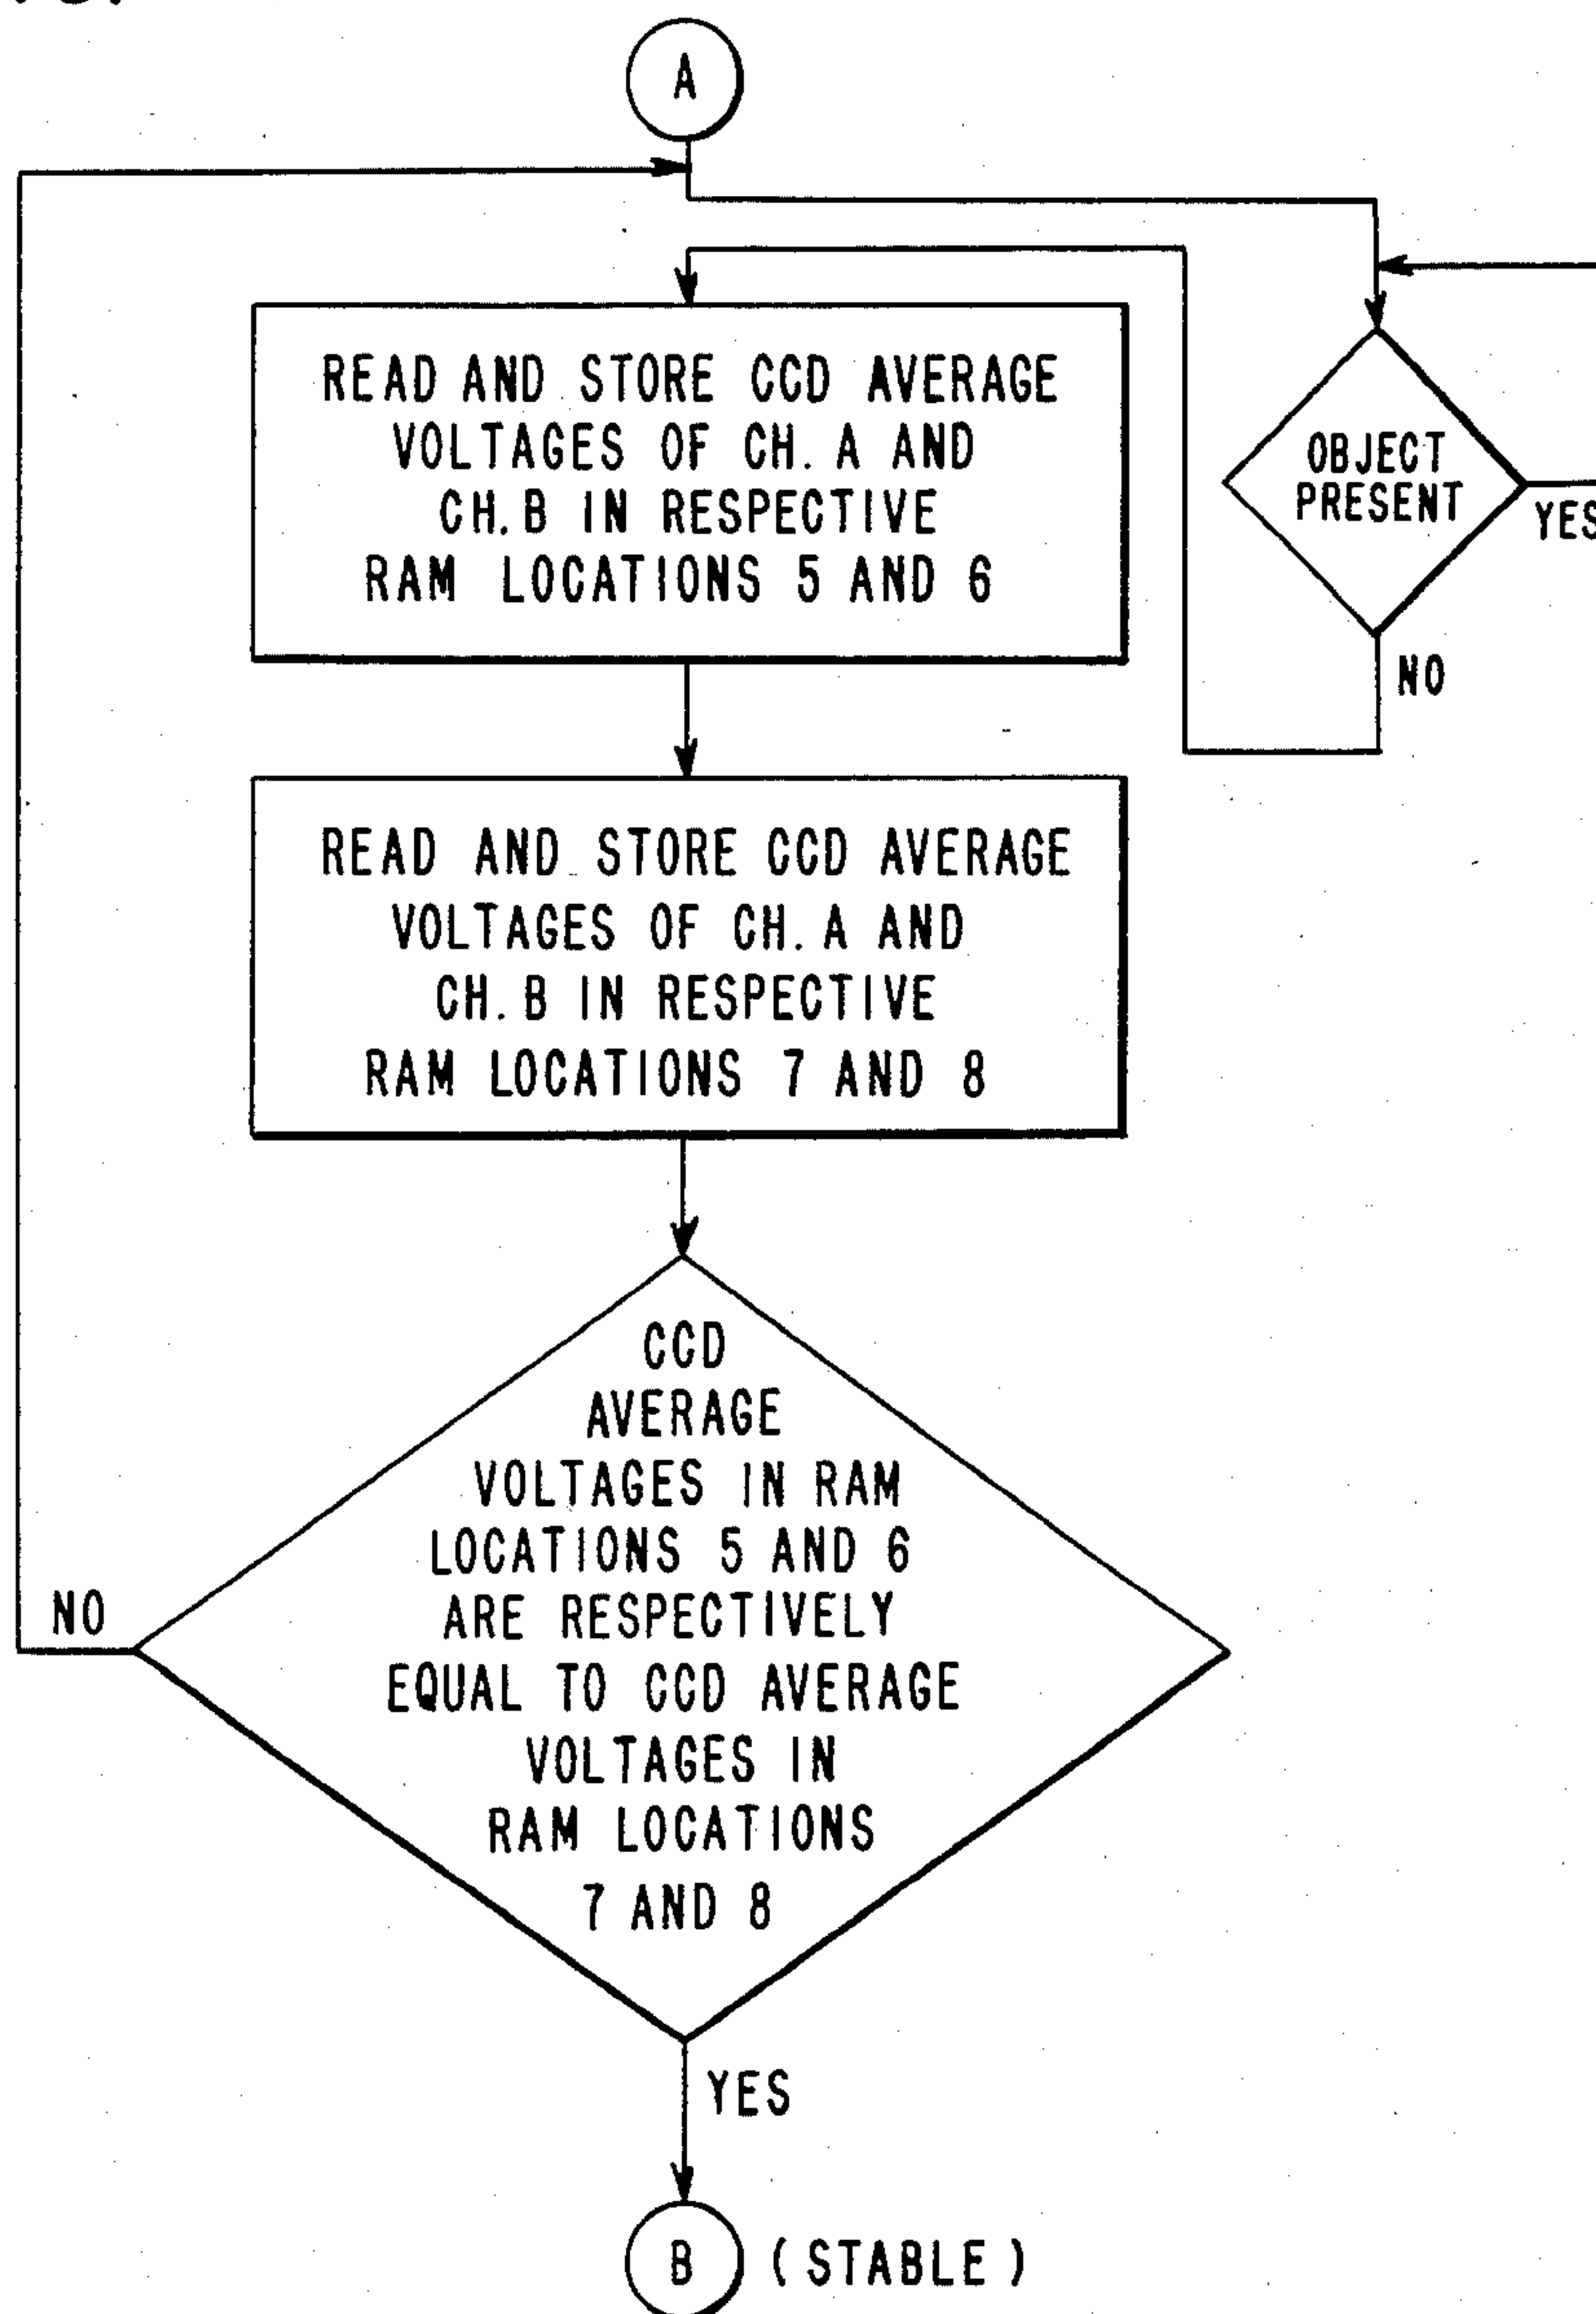 A
READ AND STORE CCD AVERAGE
VOLTAGES OF CH. A AND
CH. B IN RESPECTIVE
RAM LOCATIONS 5 AND 6
OBJECT
PRESENT
YES
NO
READ AND STORE CCD AVERAGE
VOLTAGES OF CH. A AND
CH. B IN RESPECTIVE
RAM LOCATIONS 7 AND 8
CCD
AVERAGE
VOLTAGES IN RAM
LOCATIONS 5 AND 6
ARE RESPECTIVELY
EQUAL TO CCD AVERAGE
VOLTAGES IN
RAM LOCATIONS
7 AND 8
NO
YES
B (STABLE)